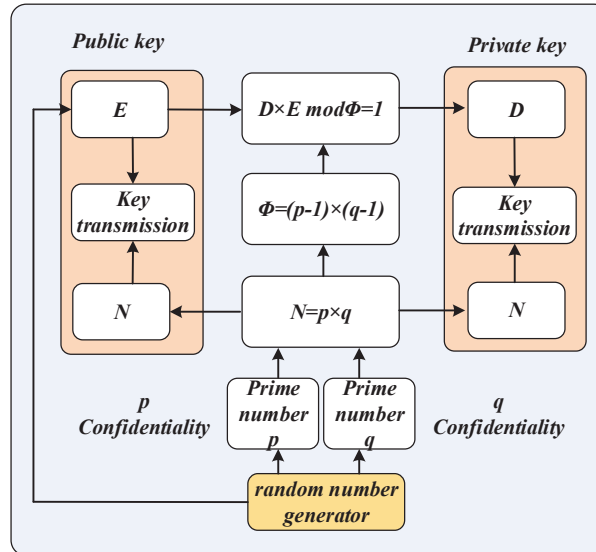 Public key
Private key
E
D×E modΦ=1
D
Key
transmission
Φ=(p-1)×(q-1)
Key
transmission
N
N=p×q
N
p
Confidentiality
Prime
number
p
Prime
number
q
q
Confidentiality
random number
generator